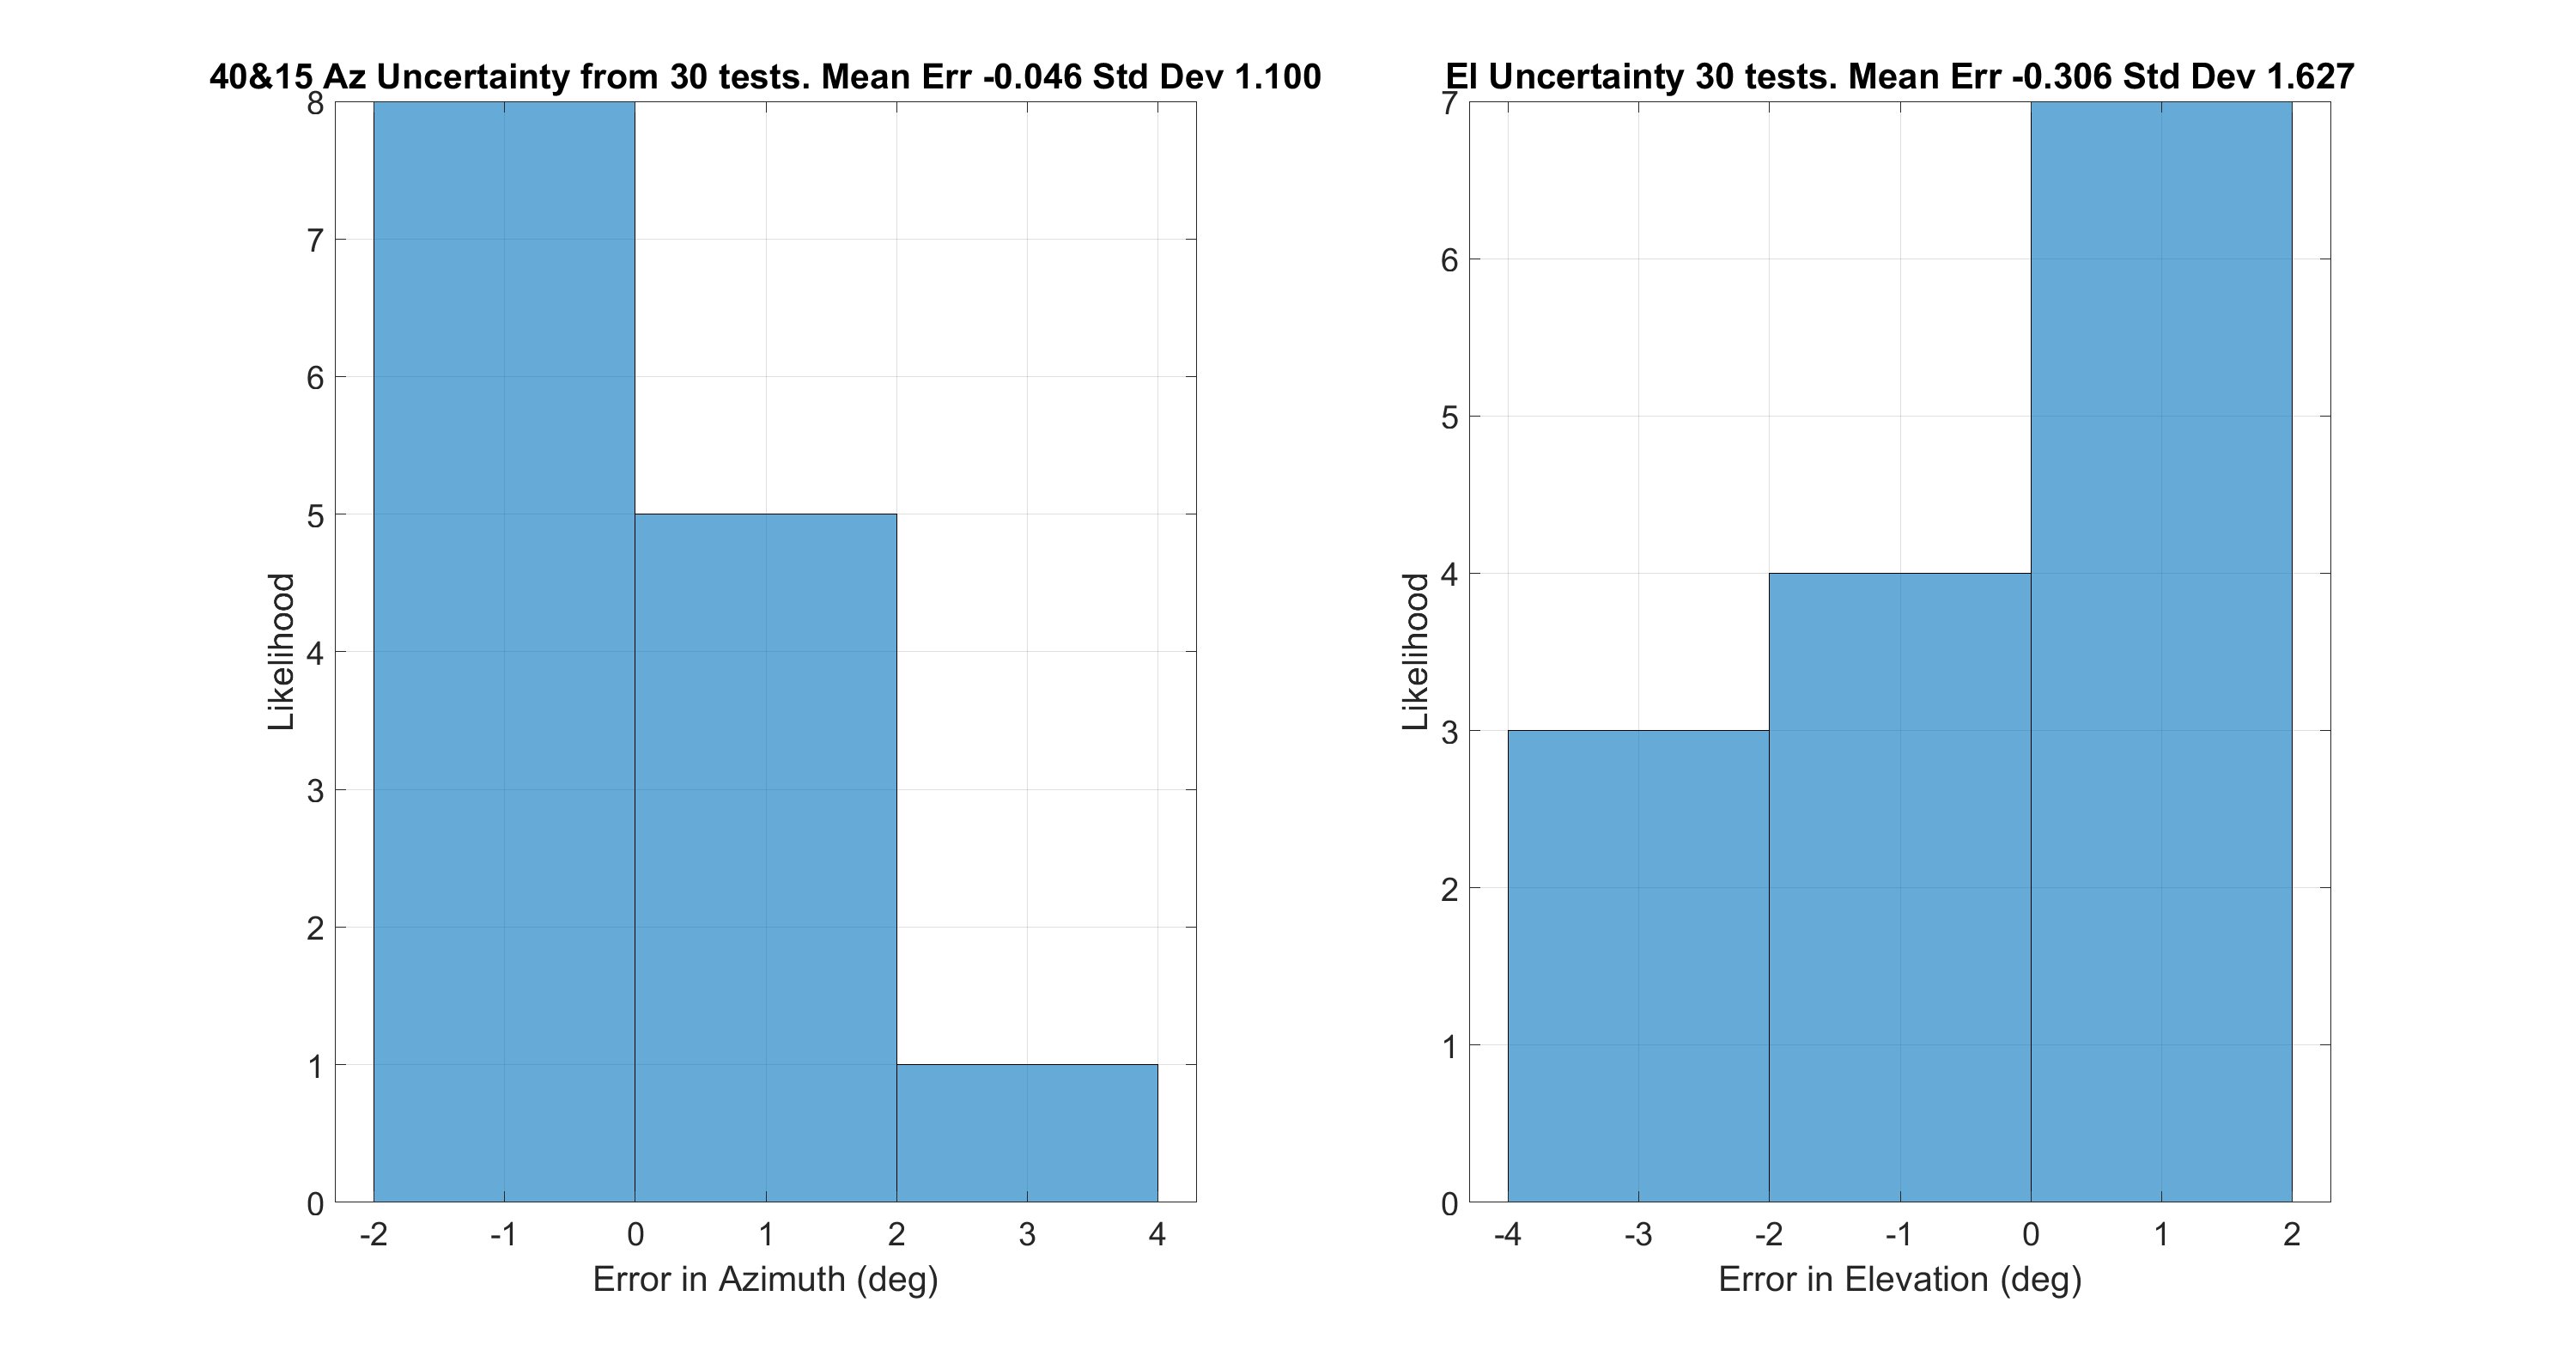 40&15 Az Uncertainty from 30 tests. Mean Err -0.046 Std Dev 1.100
8
7
6
5
4
3
2
1
0
Likelihood
-2 -1 0 1 2 3 4
Error in Azimuth (deg)
El Uncertainty 30 tests. Mean Err -0.306 Std Dev 1.627
7
6
5
4
3
2
1
0
Likelihood
-4 -3 -2 -1 0 1 2
Error in Elevation (deg)